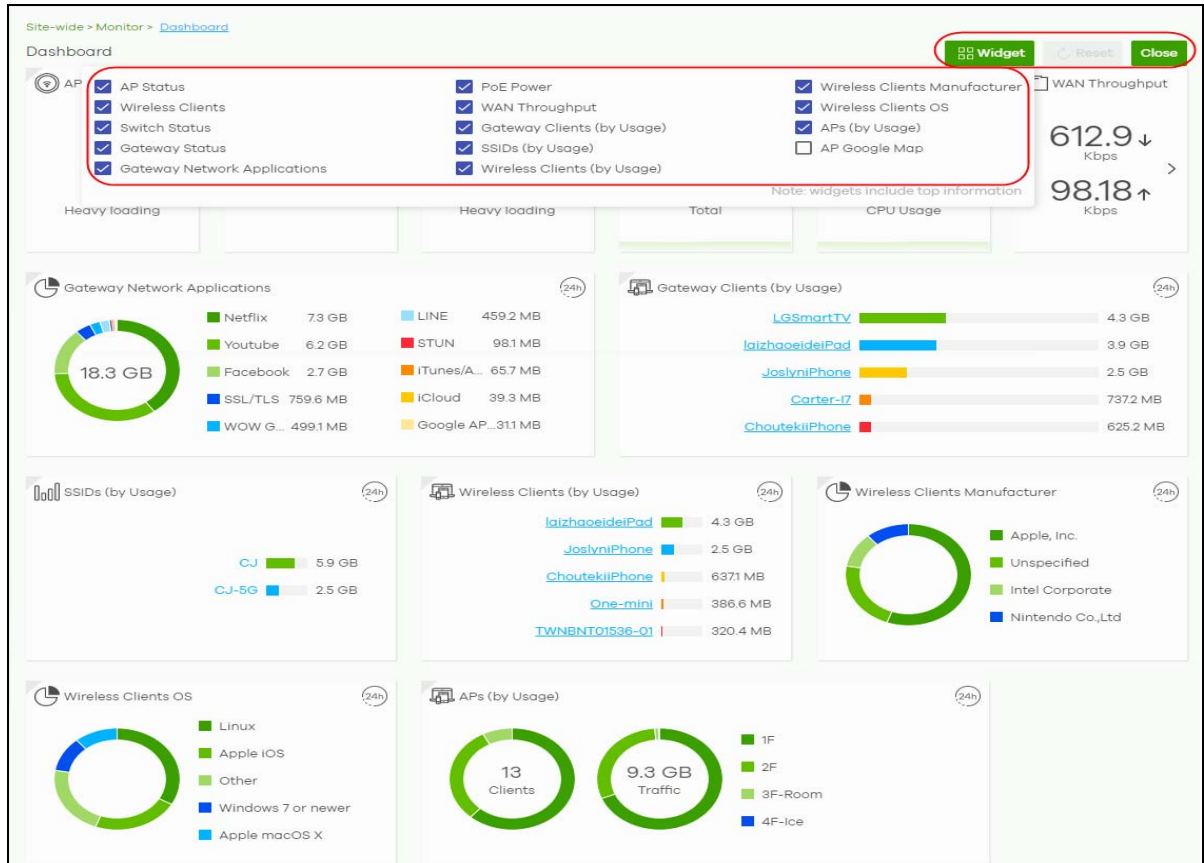 Site-wide > Monitor > Dashboard
Dashboard
Widget
Reset
Close
AP
AP Status
Wireless Clients
Switch Status
Gateway Status
Gateway Network Applications
PoE Power
WAN Throughput
Gateway Clients (by Usage)
SSIDs (by Usage)
Wireless Clients (by Usage)
Wireless Clients Manufacturer
Wireless Clients OS
APs (by Usage)
AP Google Map
Note: widgets include top information
WAN Throughput
612.9
Kbps
98.18
Kbps
Heavy loading
Heavy loading
Total
CPU Usage
Gateway Network Applications
24h
18.3 GB
Netflix 7.3 GB
Youtube 6.2 GB
Facebook 2.7 GB
SSL/TLS 759.6 MB
WOW G... 499.1 MB
LINE 459.2 MB
STUN 98.1 MB
iTunes/A... 65.7 MB
iCloud 39.3 MB
Google AP...31.1 MB
Gateway Clients (by Usage)
24h
LGSmartTV 4.3 GB
laizhaoeideiPad 3.9 GB
JoslyniPhone 2.5 GB
Carter-I7 737.2 MB
ChoutekiiPhone 625.2 MB
SSIDs (by Usage)
24h
CJ 5.9 GB
CJ-5G 2.5 GB
Wireless Clients (by Usage)
24h
laizhaoeideiPad 4.3 GB
JoslyniPhone 2.5 GB
ChoutekiiPhone 637.1 MB
One-mini 386.6 MB
TWNBNT01536-01 320.4 MB
Wireless Clients Manufacturer
24h
Apple, Inc.
Unspecified
Intel Corporate
Nintendo Co.,Ltd
Wireless Clients OS
24h
Linux
Apple iOS
Other
Windows 7 or newer
Apple macOS X
APs (by Usage)
24h
13
Clients
9.3 GB
Traffic
1F
2F
3F-Room
4F-Ice